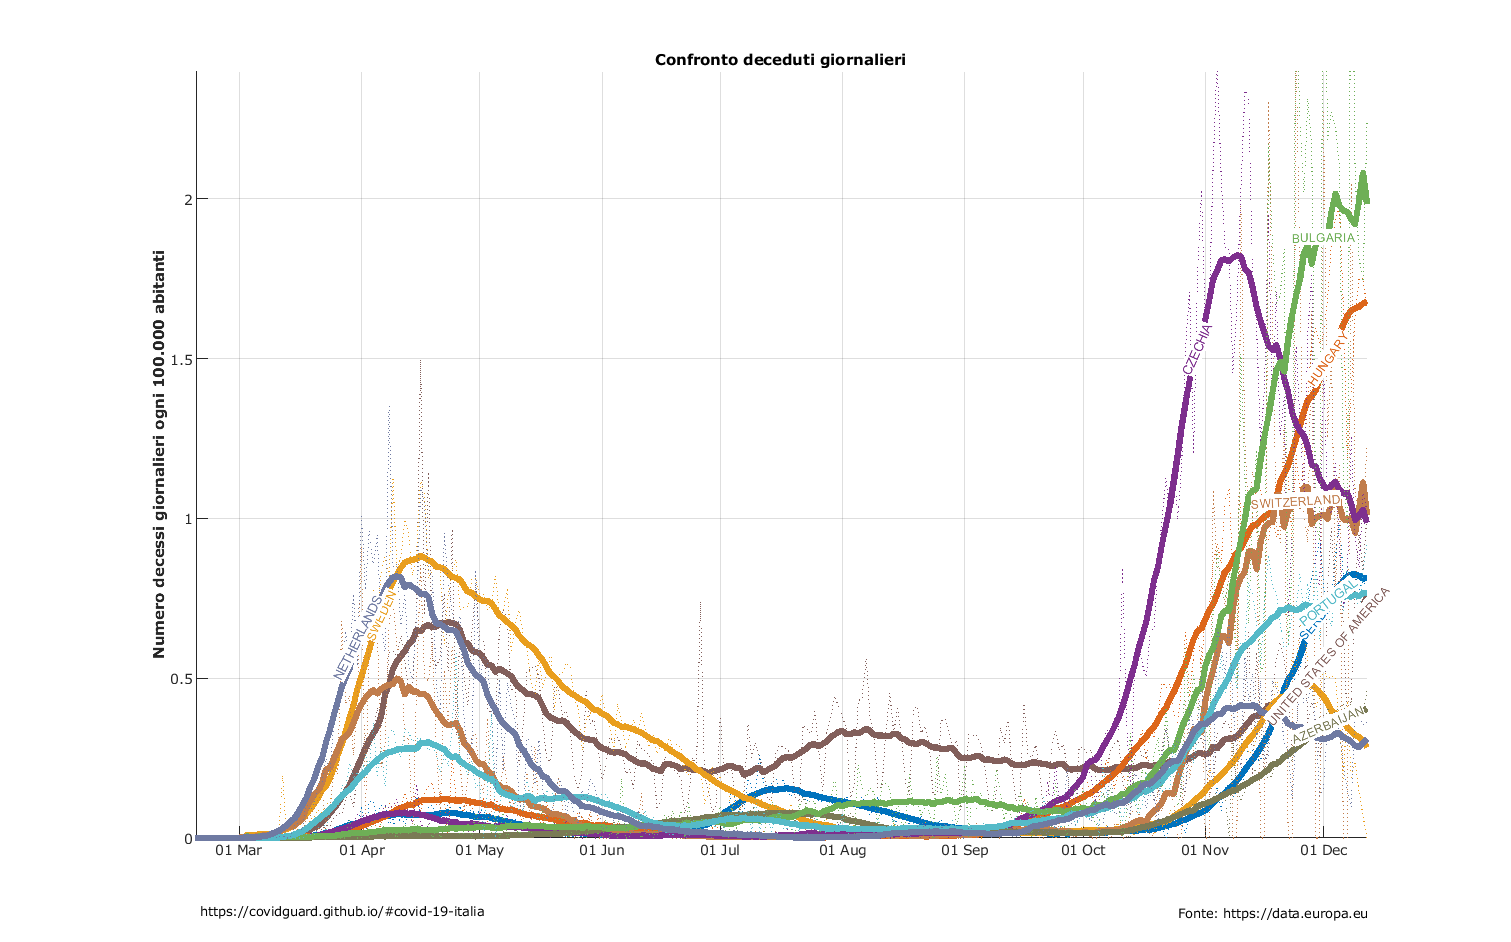 Confronto deceduti giornalieri
Numero decessi giornalieri ogni 100.000 abitanti
2
1.5
1
0.5
0
BULGARIA
CZECHIA
HUNGARY
SWITZERLAND
NETHERLANDS
SWEDEN
PORTUGAL
UNITED STATES OF AMERICA
AZERBAIJAN
01 Mar
01 Apr
01 May
01 Jun
01 Jul
01 Aug
01 Sep
01 Oct
01 Nov
01 Dec
https://covidguard.github.io/#covid-19-italia
Fonte: https://data.europa.eu